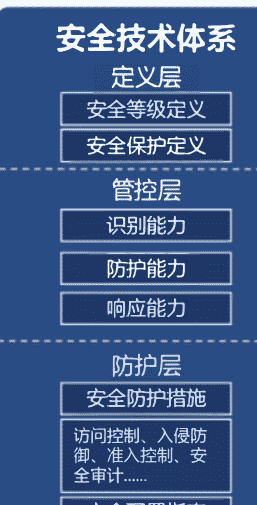 安全技术体系
定义层
安全等级定义
安全保护定义
管控层
识别能力
防护能力
响应能力
防护层
安全防护措施
访问控制、入侵防
御、准入控制、安
全审计......